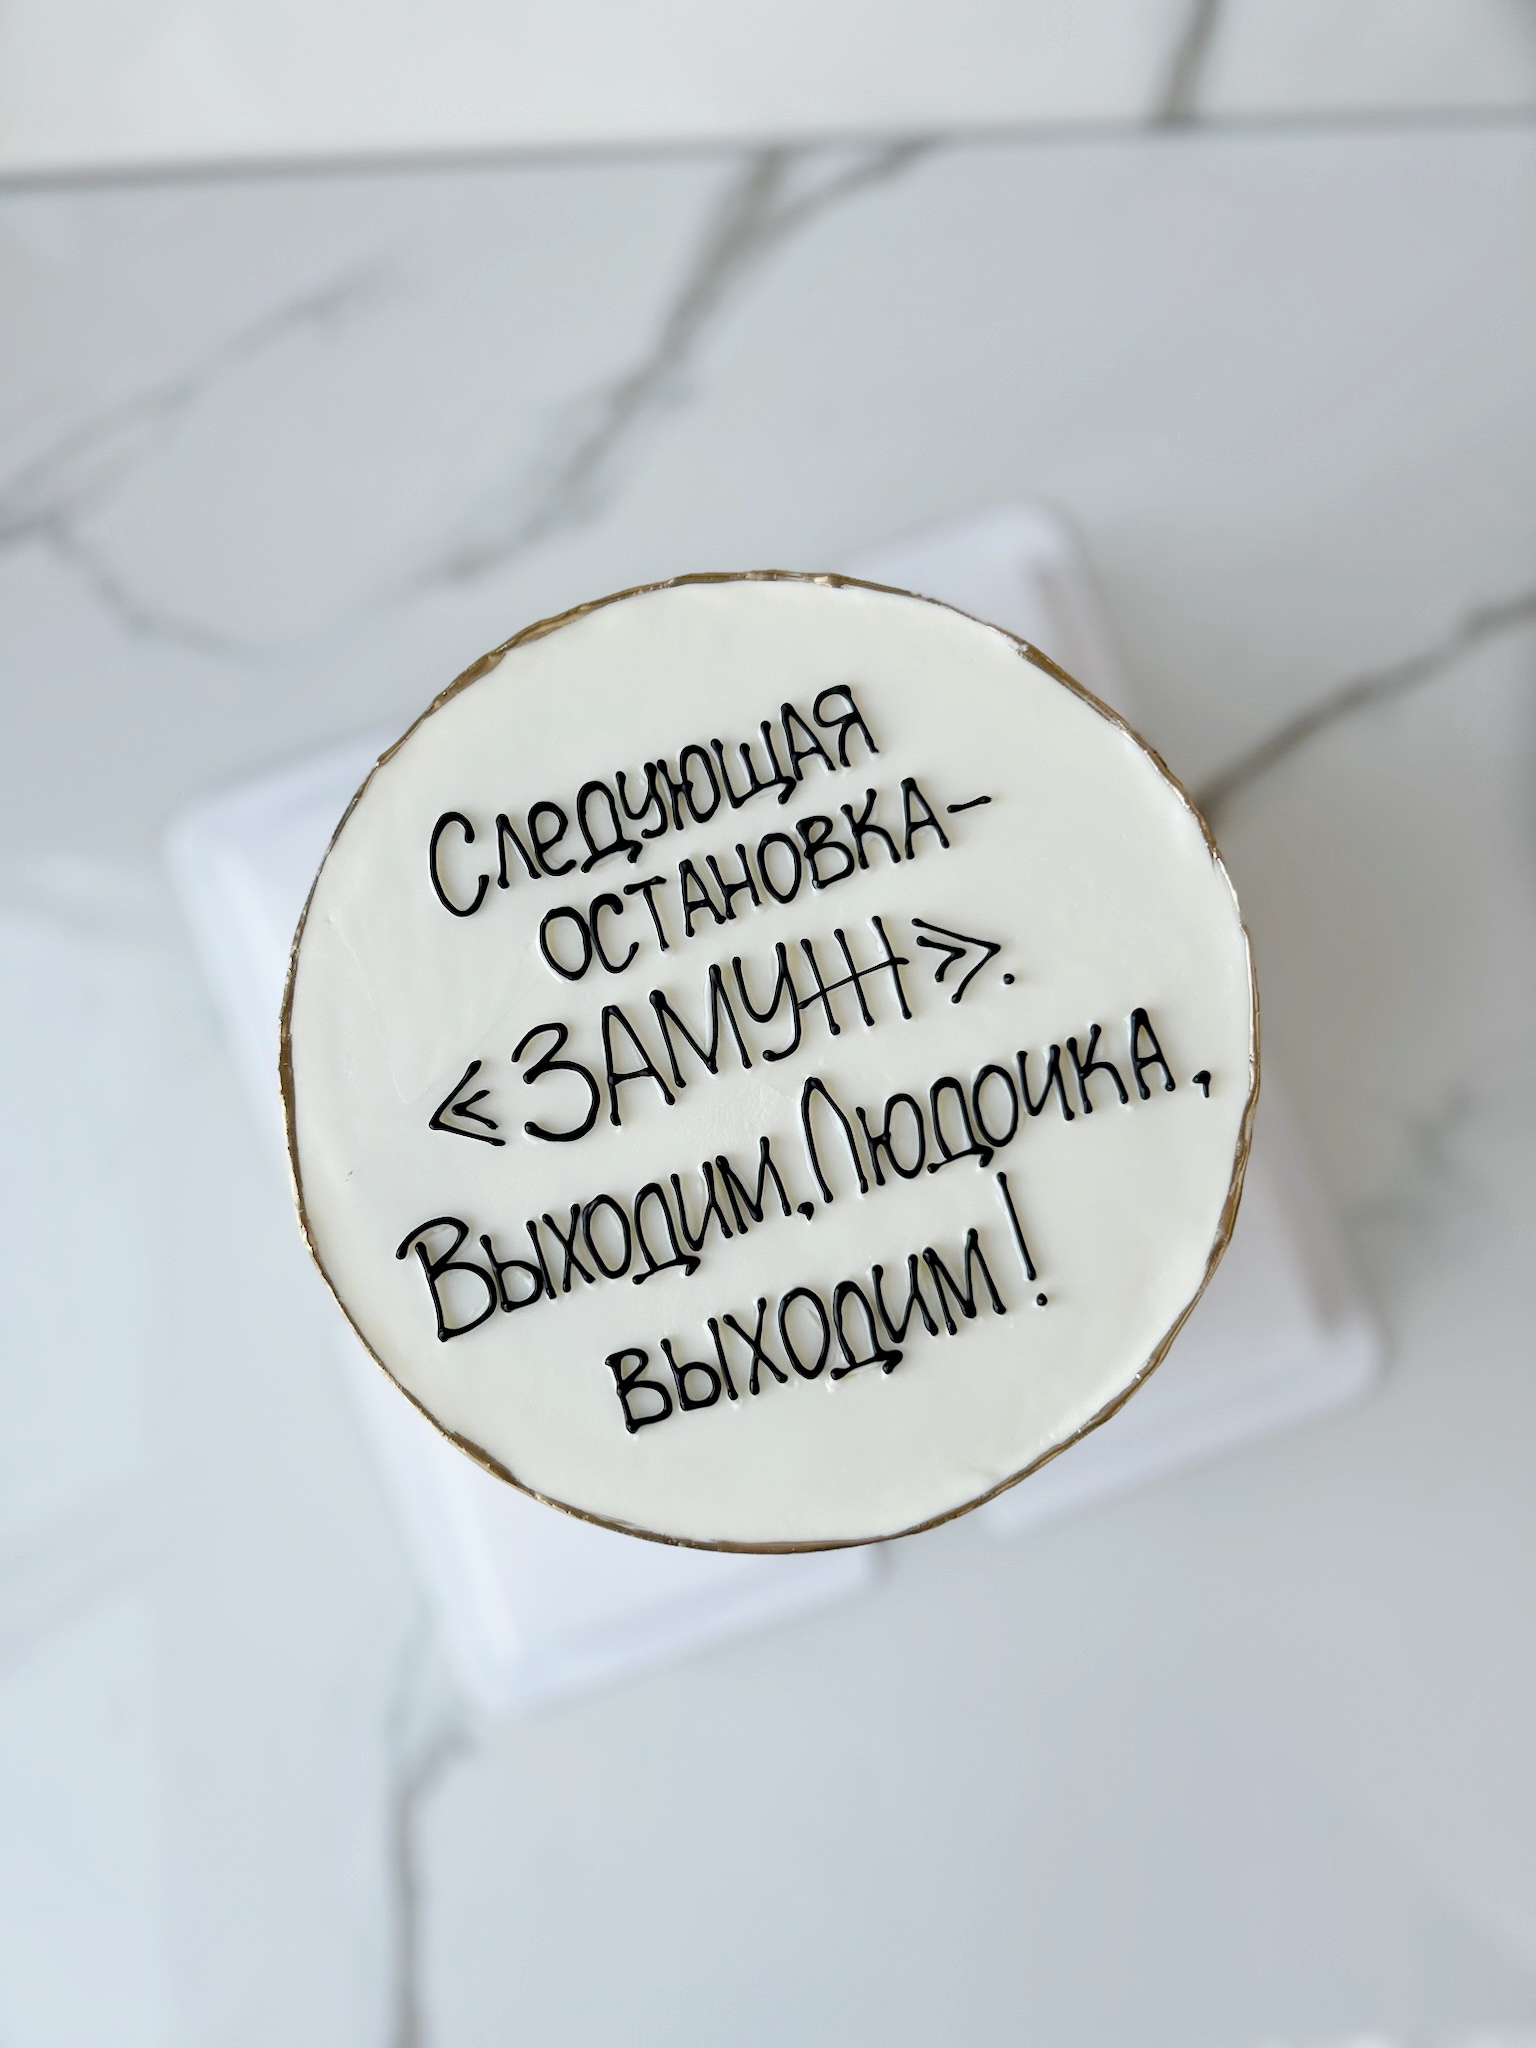 Следующая
остановка-
«ЗАМУЖ».
Выходим, Людочка,
выходим!